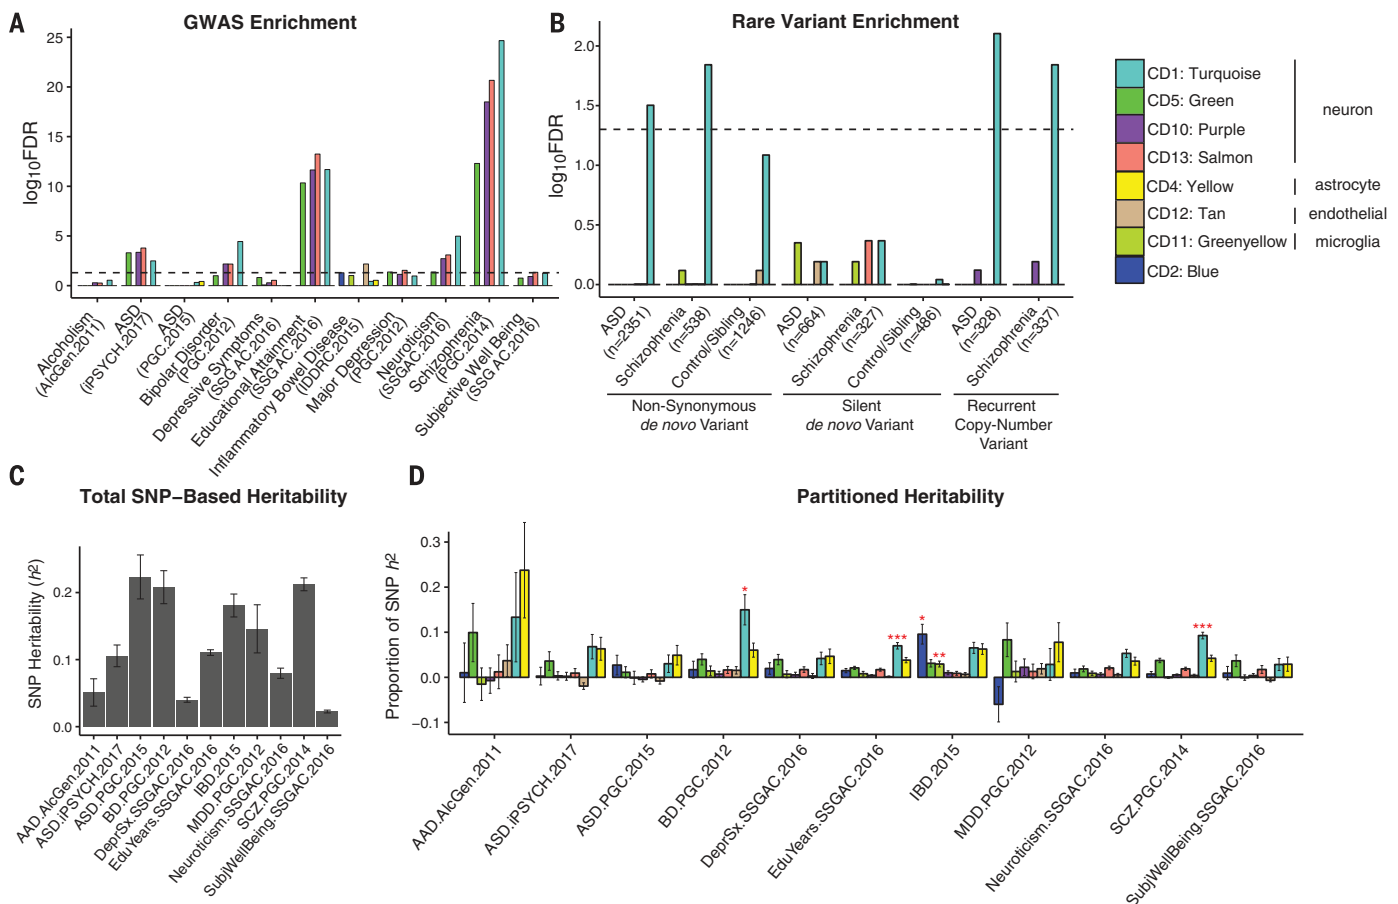 A
GWAS Enrichment
log10FDR
25
20
15
10
5
0
Alcoholism
(AlcGen.2011)
ASD
(iPSYCH.2017)
ASD
(PGC.2015)
Bipolar Disorder
(PGC.2012)
Depressive Symptoms
(SSGAC.2016)
Educational Attainment
(SSGAC.2016)
Inflammatory Bowel Disease
(IDDRC.2015)
Major Depression
(PGC.2012)
Neuroticism
(SSGAC.2016)
Schizophrenia
(PGC.2014)
Subjective Well Being
(SSGAC.2016)
B
Rare Variant Enrichment
log10FDR
2.0
1.5
1.0
0.5
0.0
ASD
(n=2351)
Schizophrenia
(n=538)
Control/Sibling
(n=1246)
ASD
(n=664)
Schizophrenia
(n=327)
Control/Sibling
(n=486)
ASD
(n=328)
Schizophrenia
(n=337)
Non-Synonymous
de novo Variant
Silent
de novo Variant
Recurrent
Copy-Number
Variant
CD1: Turquoise
CD5: Green
CD10: Purple
CD13: Salmon
CD4: Yellow
CD12: Tan
CD11: Greenyellow
CD2: Blue
neuron
astrocyte
endothelial
microglia
C
Total SNP-Based Heritability
SNP Heritability (h2)
0.2
0.1
0.0
AAD.AlcGen.2011
ASD.iPSYCH.2017
ASD.PGC.2015
BD.PGC.2012
DeprSx.SSGAC.2016
EduYears.SSGAC.2016
IBD.2015
MDD.PGC.2012
Neuroticism.SSGAC.2016
SCZ.PGC.2014
SubjWellBeing.SSGAC.2016
D
Partitioned Heritability
Proportion of SNP h2
0.3
0.2
0.1
0.0
-0.1
*
***
*
**
***
AAD.AlcGen.2011
ASD.iPSYCH.2017
ASD.PGC.2015
BD.PGC.2012
DeprSx.SSGAC.2016
EduYears.SSGAC.2016
IBD.2015
MDD.PGC.2012
Neuroticism.SSGAC.2016
SCZ.PGC.2014
SubjWellBeing.SSGAC.2016